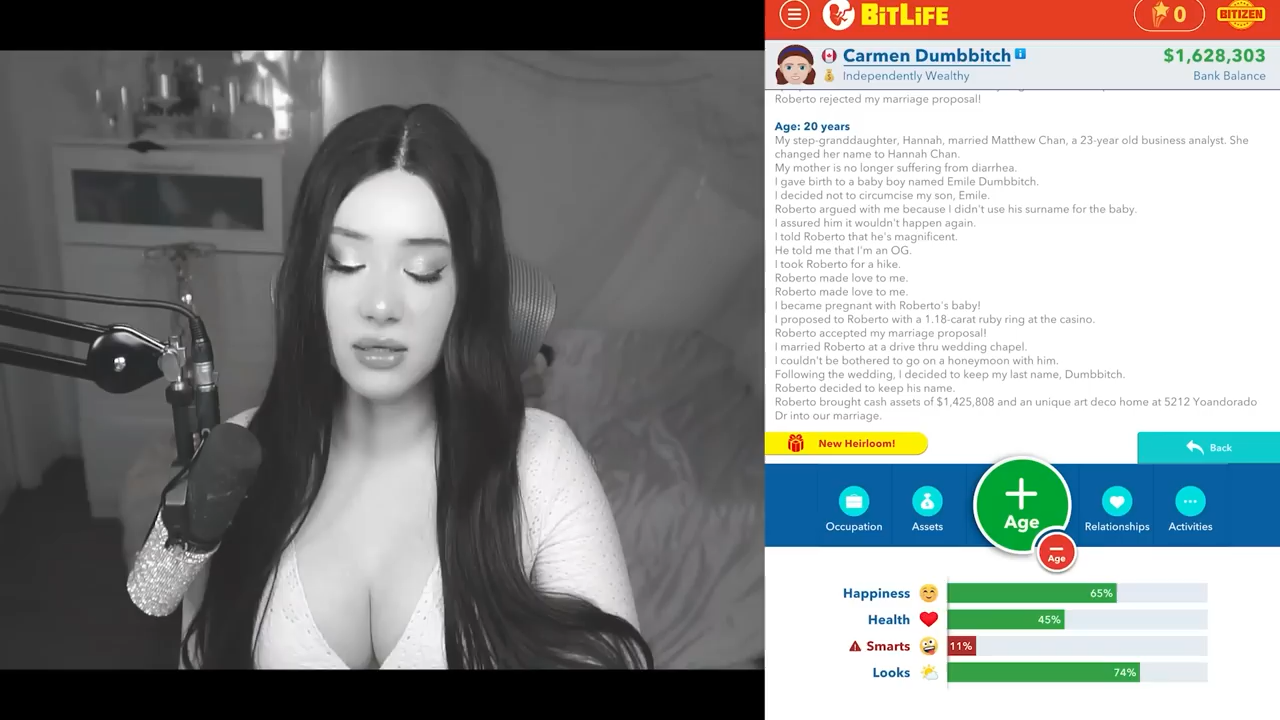 BITLIFE
0
BITIZEN
Carmen Dumbbitch i
$1,628,303
Independently Wealthy
Bank Balance
Roberto rejected my marriage proposal!
Age: 20 years
My step-granddaughter, Hannah, married Matthew Chan, a 23-year old business analyst. She
changed her name to Hannah Chan.
My mother is no longer suffering from diarrhea.
I gave birth to a baby boy named Emile Dumbbitch.
I decided not to circumcise my son, Emile.
Roberto argued with me because I didn't use his surname for the baby.
I assured him it wouldn't happen again.
I told Roberto that he's magnificent.
He told me that I'm an OG.
I took Roberto for a hike.
Roberto made love to me.
Roberto made love to me.
I became pregnant with Roberto's baby!
I proposed to Roberto with a 1.18-carat ruby ring at the casino.
Roberto accepted my marriage proposal!
I married Roberto at a drive thru wedding chapel.
I couldn't be bothered to go on a honeymoon with him.
Following the wedding, I decided to keep my last name, Dumbbitch.
Roberto decided to keep his name.
Roberto brought cash assets of $1,425,808 and an unique art deco home at 5212 Yoandorado
Dr into our marriage.
New Heirloom!
Back
Occupation
Assets
Age
Relationships
Activities
Age
Happiness
65%
Health
45%
Smarts
11%
Looks
74%